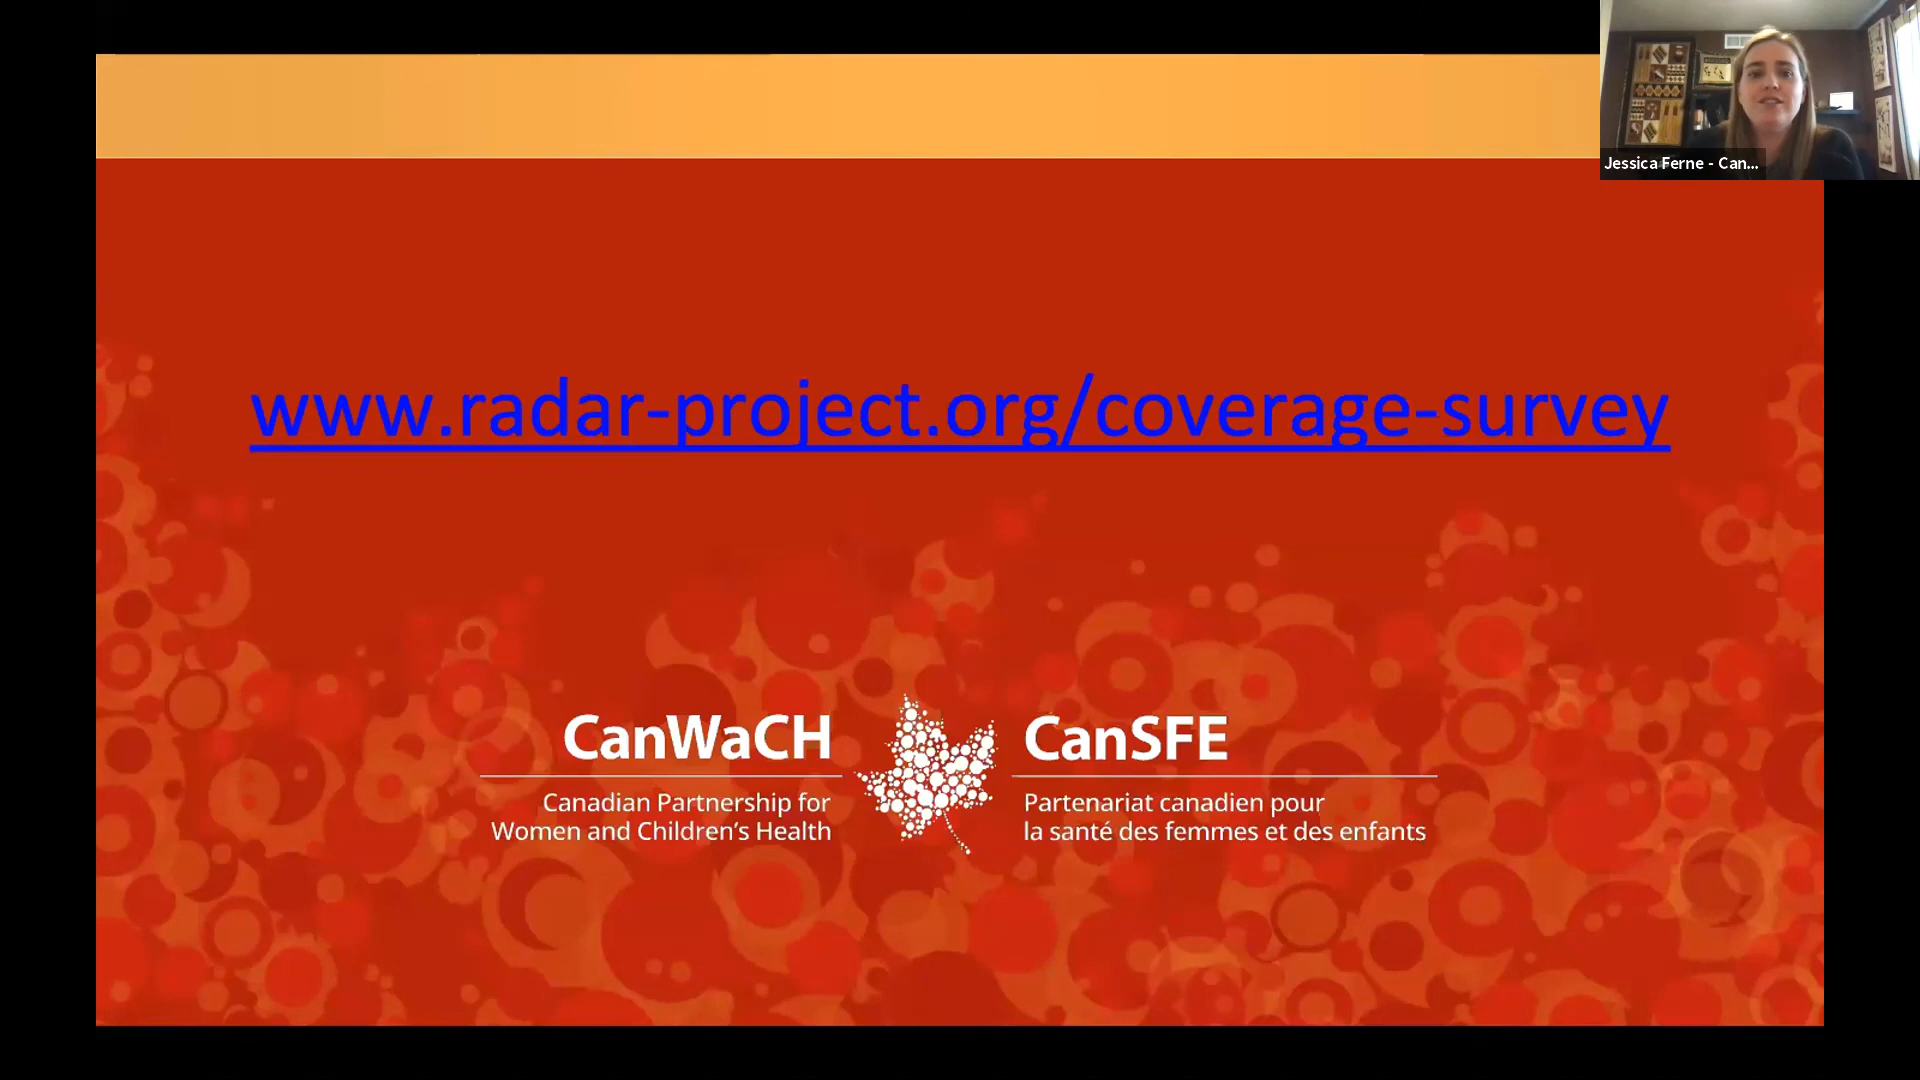 Jessica Ferne - Can...
www.radar-project.org/coverage-survey
CanWaCH
Canadian Partnership for
Women and Children's Health
CanSFE
Partenariat canadien pour
la santé des femmes et des enfants